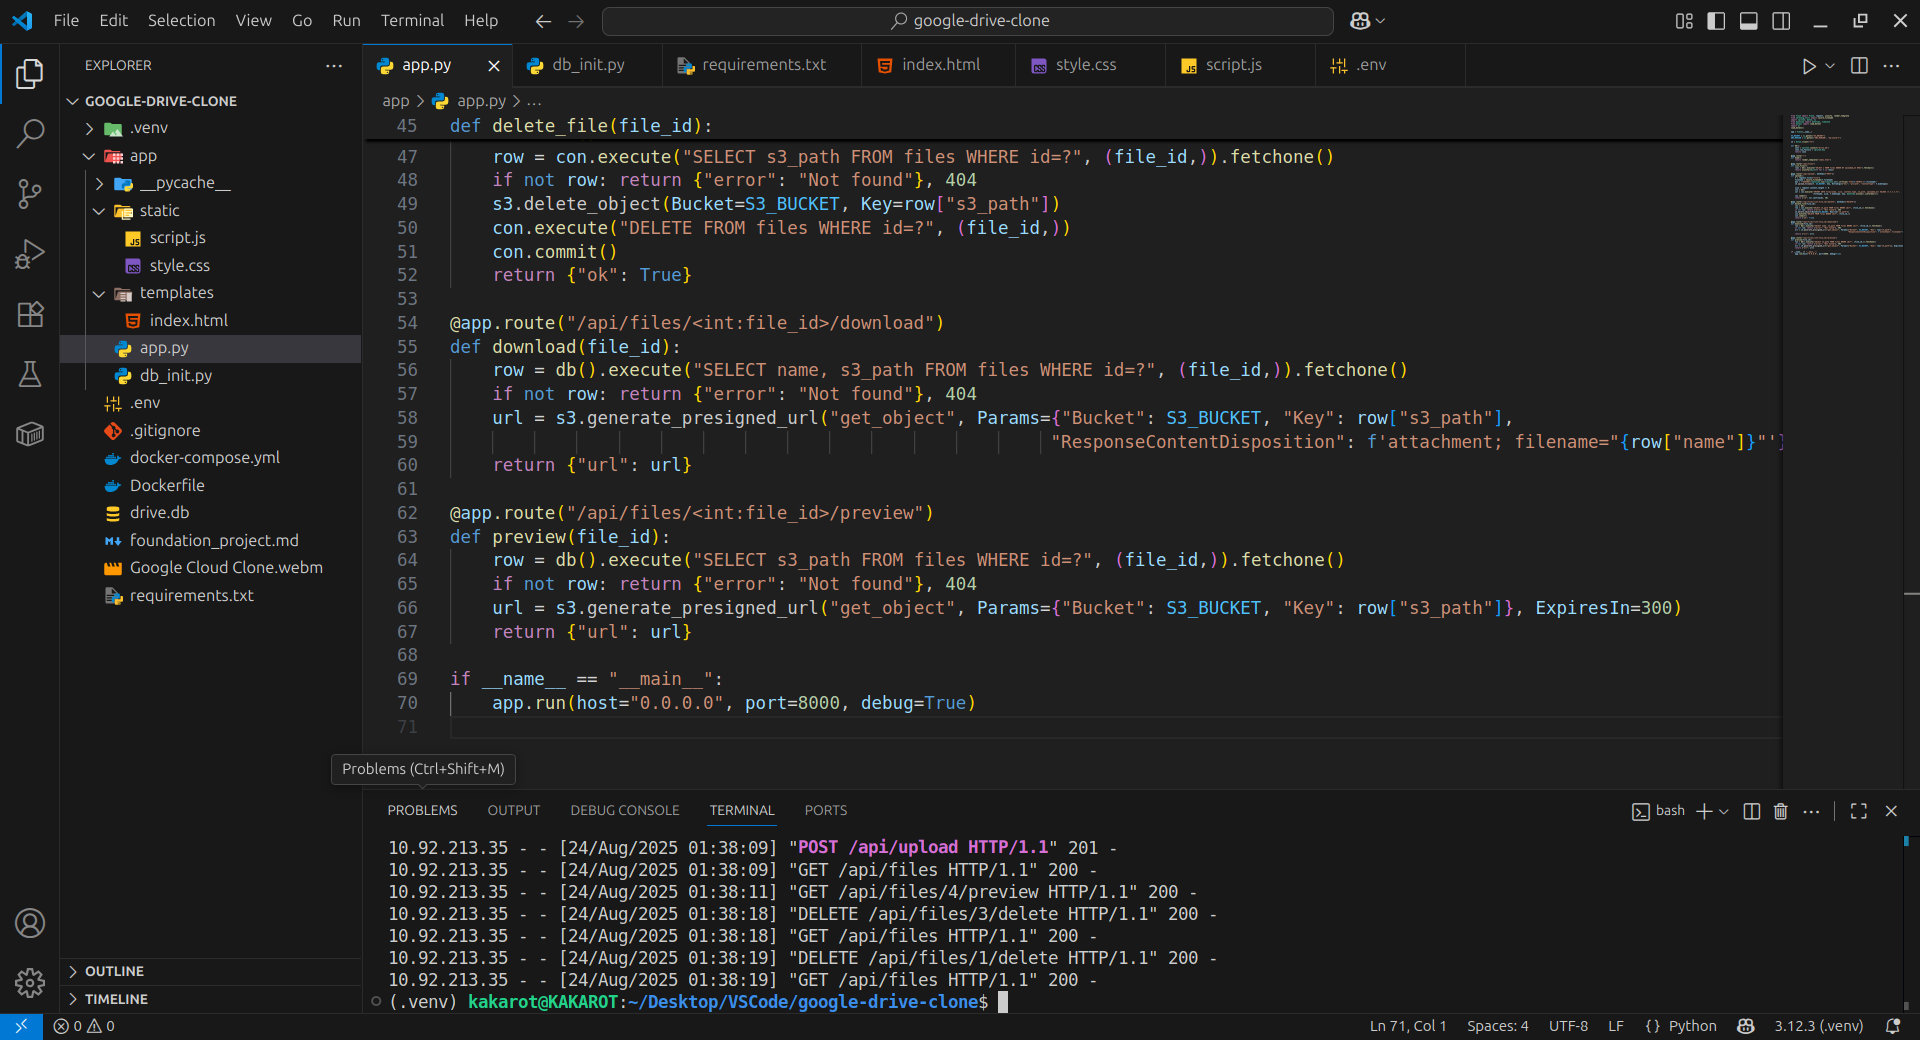 File Edit Selection View Go Run Terminal Help
google-drive-clone
EXPLORER
GOOGLE-DRIVE-CLONE
.venv
app
__pycache__
static
script.js
style.css
templates
index.html
app.py
db_init.py
.env
.gitignore
docker-compose.yml
Dockerfile
drive.db
foundation_project.md
Google Cloud Clone.webm
requirements.txt
OUTLINE
TIMELINE
app.py db_init.py requirements.txt index.html style.css script.js .env
app > app.py > ...
45 def delete_file(file_id):
47 row = con.execute("SELECT s3_path FROM files WHERE id=?", (file_id,)).fetchone()
48 if not row: return {"error": "Not found"}, 404
49 s3.delete_object(Bucket=S3_BUCKET, Key=row["s3_path"])
50 con.execute("DELETE FROM files WHERE id=?", (file_id,))
51 con.commit()
52 return {"ok": True}
53
54 @app.route("/api/files/<int:file_id>/download")
55 def download(file_id):
56 row = db().execute("SELECT name, s3_path FROM files WHERE id=?", (file_id,)).fetchone()
57 if not row: return {"error": "Not found"}, 404
58 url = s3.generate_presigned_url("get_object", Params={"Bucket": S3_BUCKET, "Key": row["s3_path"],
59 "ResponseContentDisposition": f'attachment; filename="{row["name"]}"'}
60 return {"url": url}
61
62 @app.route("/api/files/<int:file_id>/preview")
63 def preview(file_id):
64 row = db().execute("SELECT s3_path FROM files WHERE id=?", (file_id,)).fetchone()
65 if not row: return {"error": "Not found"}, 404
66 url = s3.generate_presigned_url("get_object", Params={"Bucket": S3_BUCKET, "Key": row["s3_path"]}, ExpiresIn=300)
67 return {"url": url}
68
69 if __name__ == "__main__":
70 app.run(host="0.0.0.0", port=8000, debug=True)
71
Problems (Ctrl+Shift+M)
PROBLEMS OUTPUT DEBUG CONSOLE TERMINAL PORTS
bash
10.92.213.35 - - [24/Aug/2025 01:38:09] "POST /api/upload HTTP/1.1" 201 -
10.92.213.35 - - [24/Aug/2025 01:38:09] "GET /api/files HTTP/1.1" 200 -
10.92.213.35 - - [24/Aug/2025 01:38:11] "GET /api/files/4/preview HTTP/1.1" 200 -
10.92.213.35 - - [24/Aug/2025 01:38:18] "DELETE /api/files/3/delete HTTP/1.1" 200 -
10.92.213.35 - - [24/Aug/2025 01:38:18] "GET /api/files HTTP/1.1" 200 -
10.92.213.35 - - [24/Aug/2025 01:38:19] "DELETE /api/files/1/delete HTTP/1.1" 200 -
10.92.213.35 - - [24/Aug/2025 01:38:19] "GET /api/files HTTP/1.1" 200 -
(.venv) kakarot@KAKAROT:~/Desktop/VSCode/google-drive-clone$
0 0
Ln 71, Col 1 Spaces: 4 UTF-8 LF {} Python 3.12.3 (.venv)